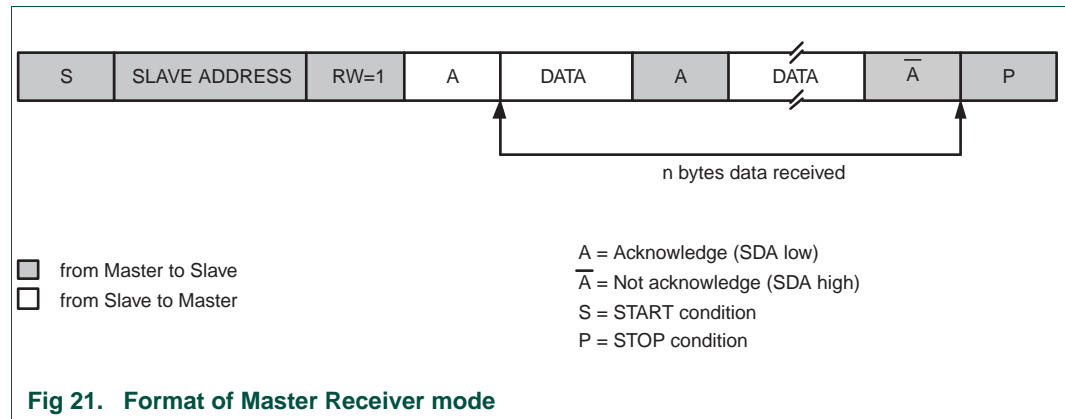 S SLAVE ADDRESS RW=1 A DATA A DATA A̅ P
n bytes data received
from Master to Slave
from Slave to Master
A = Acknowledge (SDA low)
A̅ = Not acknowledge (SDA high)
S = START condition
P = STOP condition
Fig 21. Format of Master Receiver mode